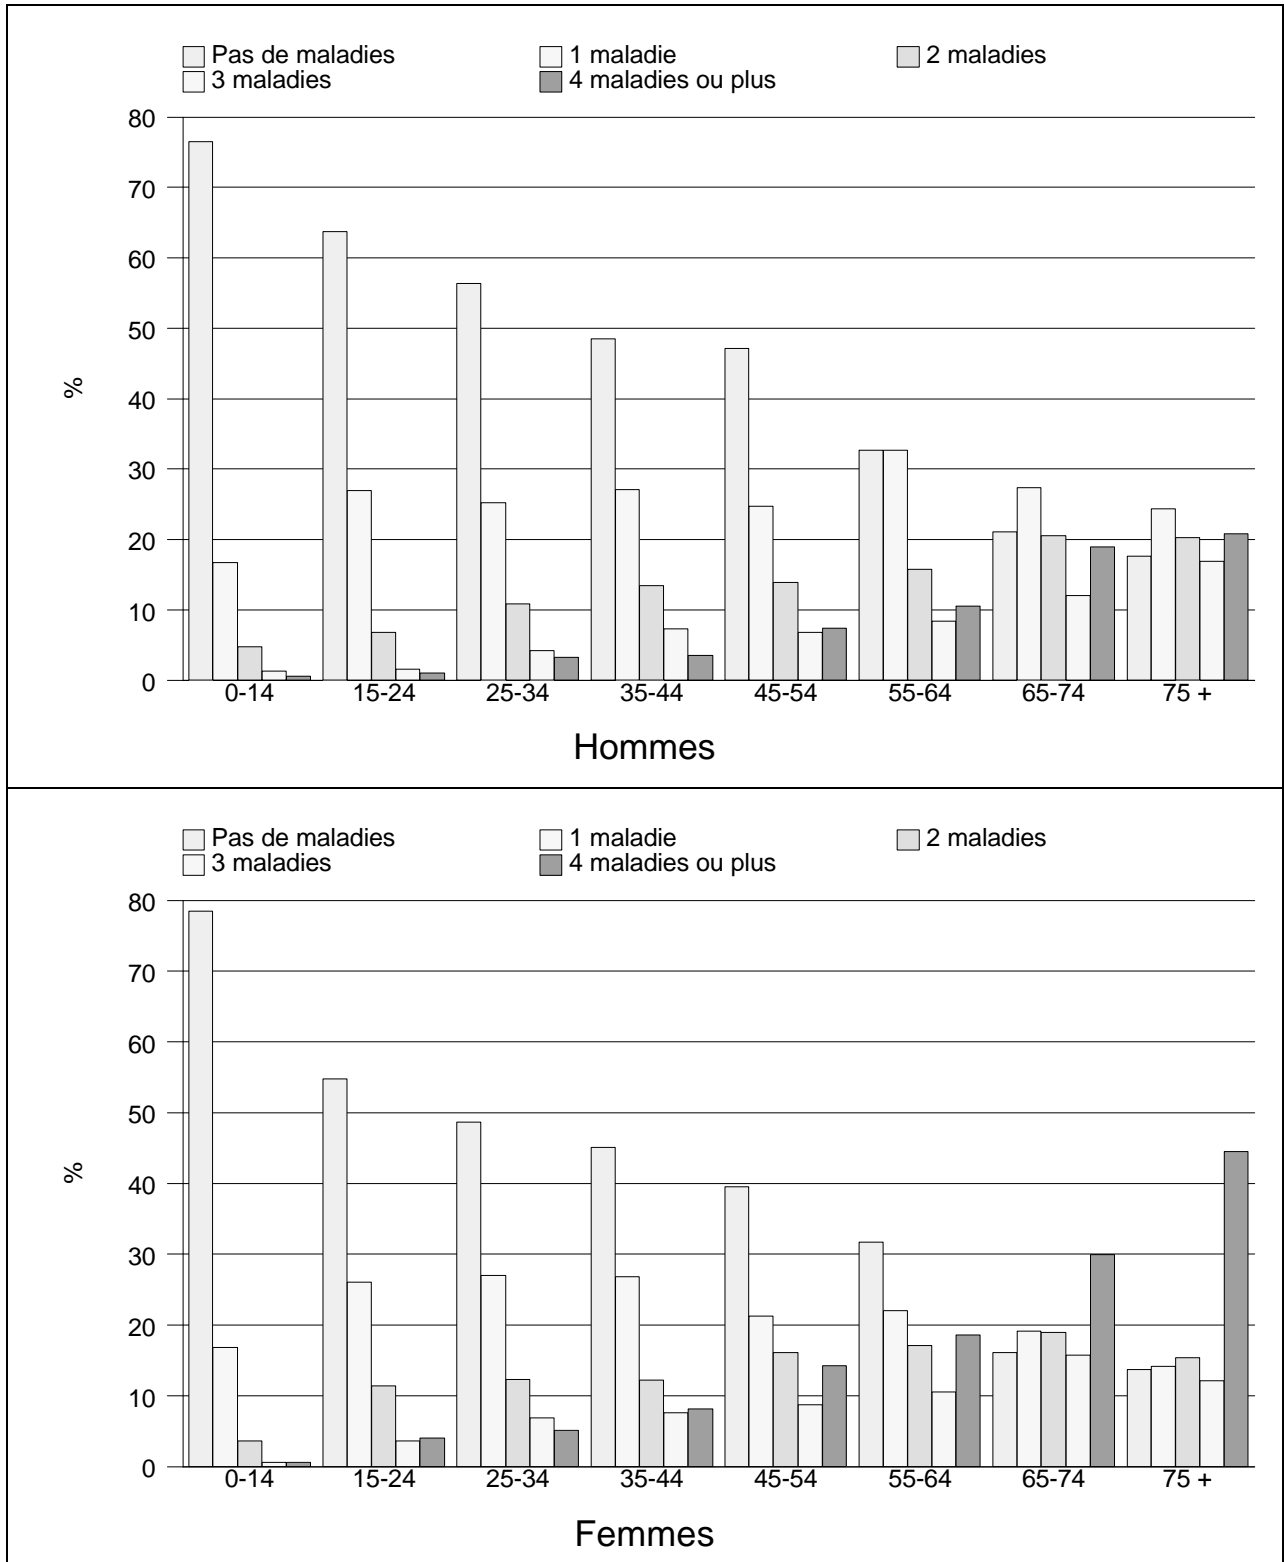 Pas de maladies 1 maladie 2 maladies
3 maladies 4 maladies ou plus
80
70
60
50
40
30
20
10
0
%
0-14 15-24 25-34 35-44 45-54 55-64 65-74 75 +
Hommes
Pas de maladies 1 maladie 2 maladies
3 maladies 4 maladies ou plus
80
70
60
50
40
30
20
10
0
%
0-14 15-24 25-34 35-44 45-54 55-64 65-74 75 +
Femmes